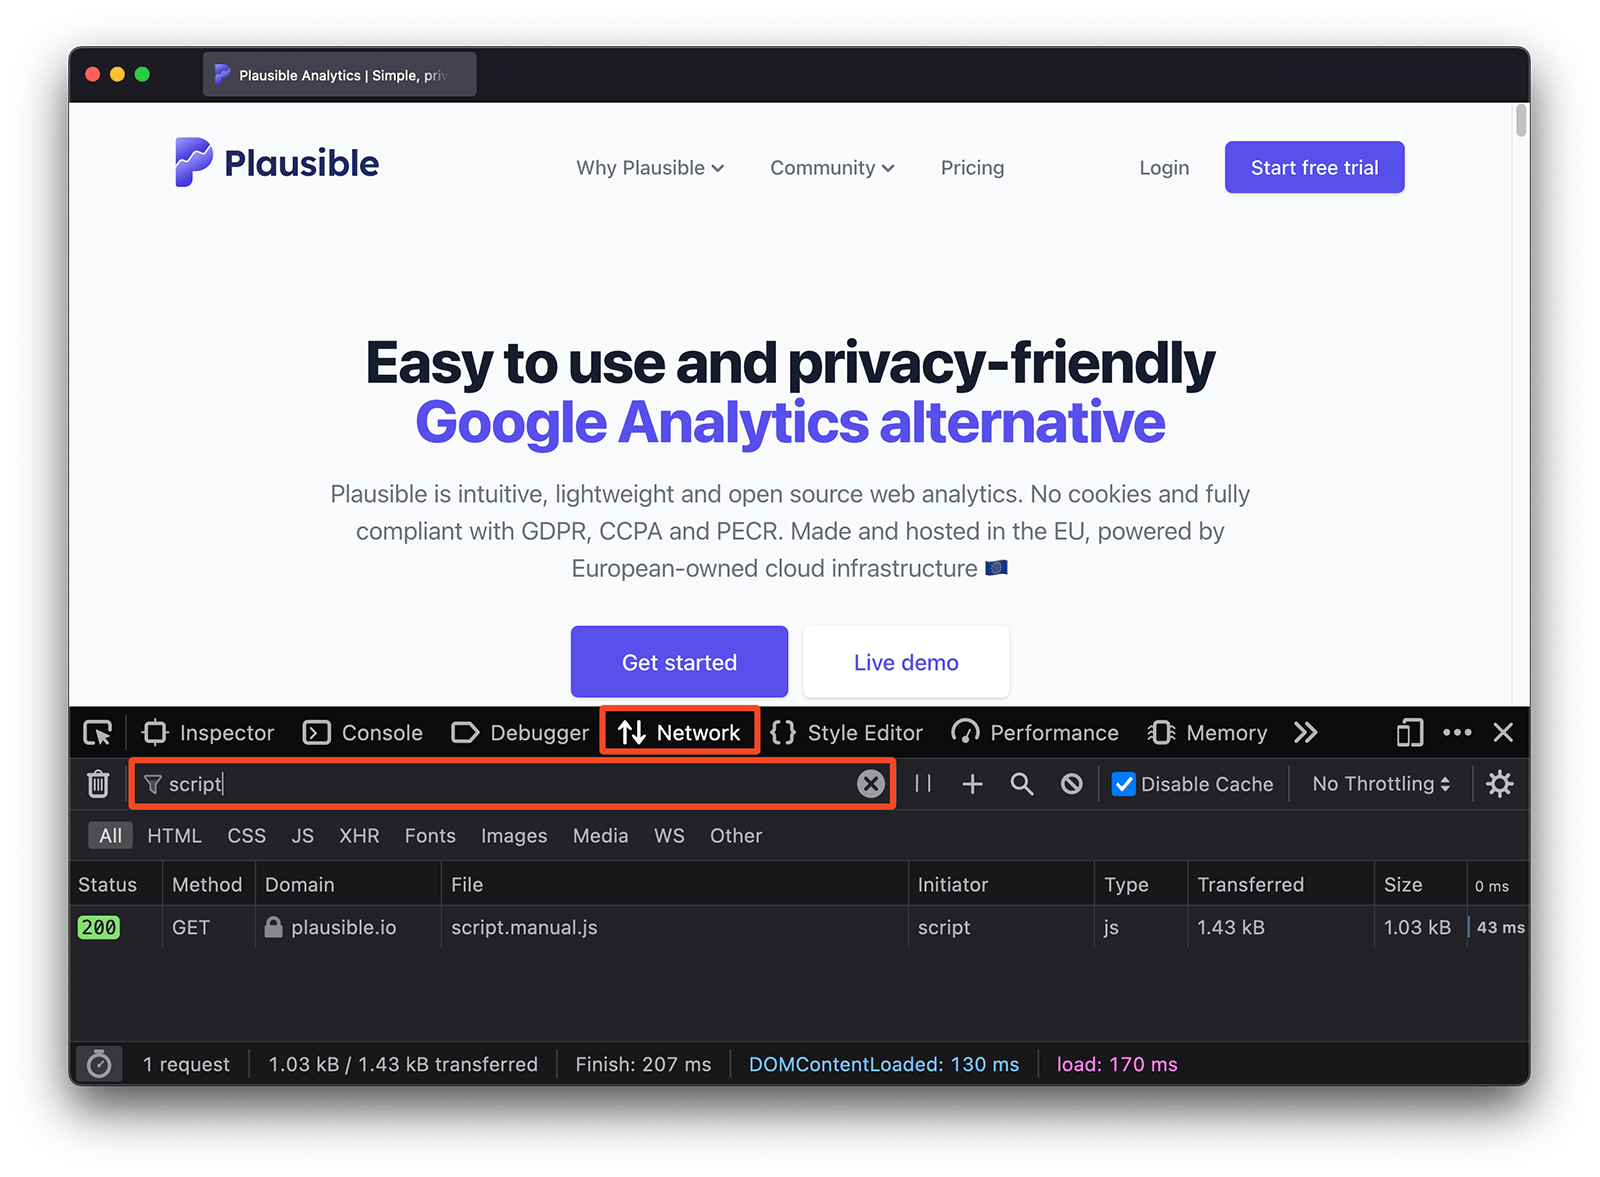 Plausible Analytics | Simple, priv
Plausible
Why Plausible
Community
Pricing
Login
Start free trial
Easy to use and privacy-friendly
Google Analytics alternative
Plausible is intuitive, lightweight and open source web analytics. No cookies and fully
compliant with GDPR, CCPA and PECR. Made and hosted in the EU, powered by
European-owned cloud infrastructure 🇪🇺
Get started
Live demo
Inspector
Console
Debugger
Network
Style Editor
Performance
Memory
script
Disable Cache
No Throttling
All HTML CSS JS XHR Fonts Images Media WS Other
Status Method Domain File Initiator Type Transferred Size 0 ms
200 GET plausible.io script.manual.js script js 1.43 kB 1.03 kB 43 ms
1 request 1.03 kB / 1.43 kB transferred Finish: 207 ms DOMContentLoaded: 130 ms load: 170 ms